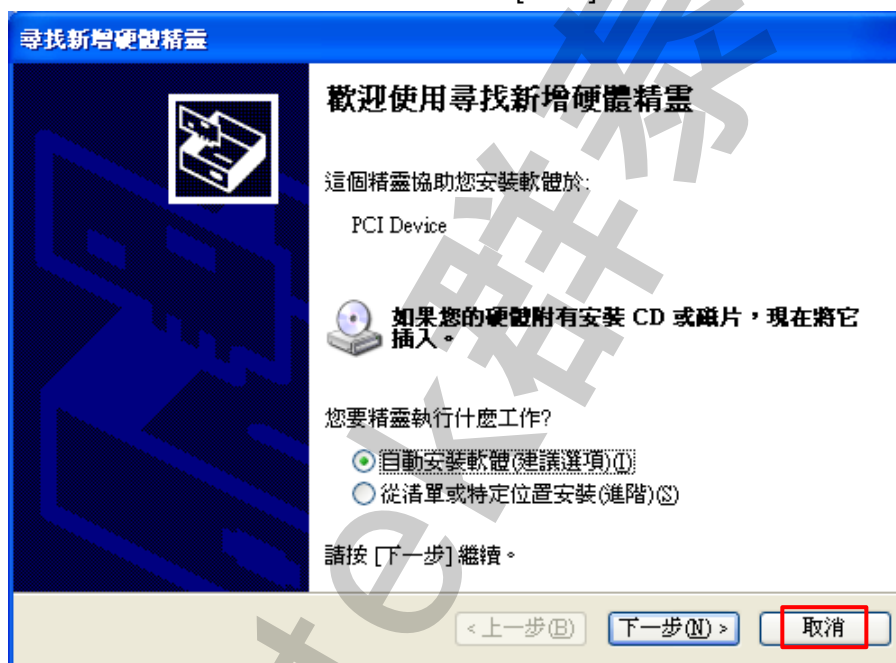 尋找新增硬體精靈
歡迎使用尋找新增硬體精靈
這個精靈協助您安裝軟體於:
PCI Device
如果您的硬體附有安裝 CD 或磁片，現在將它
插入。
您要精靈執行什麼工作?
自動安裝軟體(建議選項)(I)
從清單或特定位置安裝(進階)(S)
請按 [下一步] 繼續。
<上一步(B)
下一步(N) >
取消